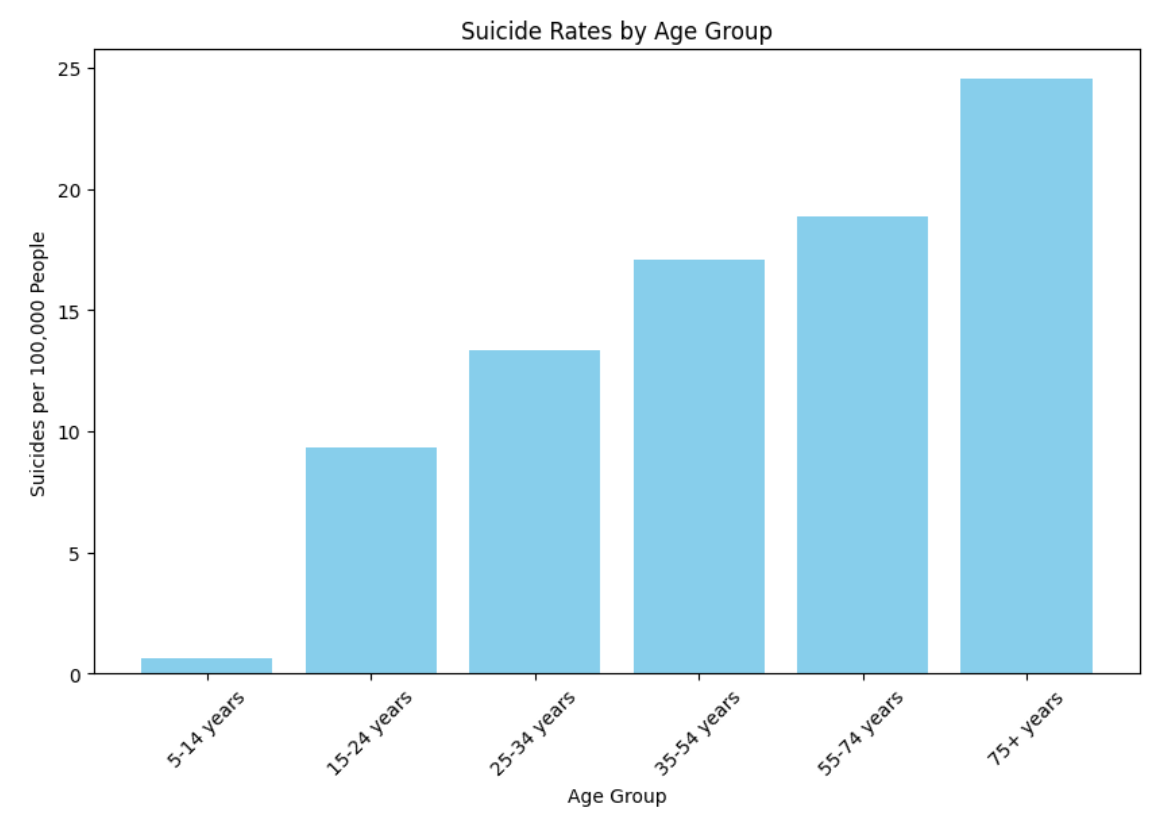 Suicide Rates by Age Group
25
20
15
10
5
0
Suicides per 100,000 People
5-14 years
15-24 years
25-34 years
35-54 years
55-74 years
75+ years
Age Group